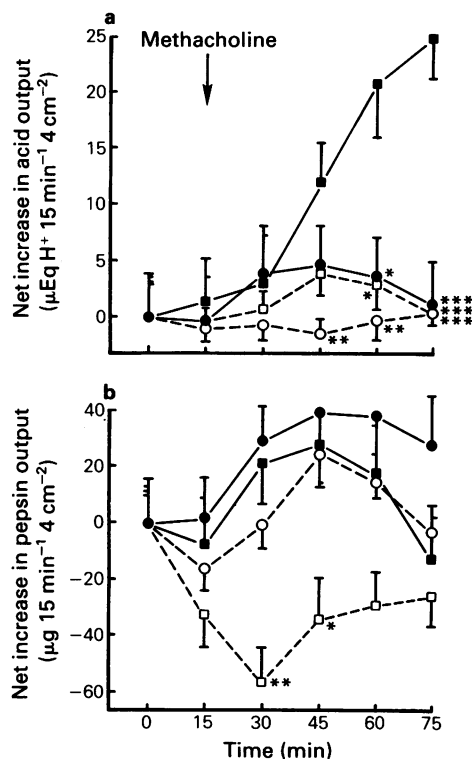 a
Methacholine
Net increase in acid output
(μEq H⁺ 15 min⁻¹ 4 cm⁻²)
25
20
15
10
5
0
*
*
**
**
***
***
***
b
Net increase in pepsin output
(μg 15 min⁻¹ 4 cm⁻²)
40
20
0
−20
−40
−60
**
*
0 15 30 45 60 75
Time (min)